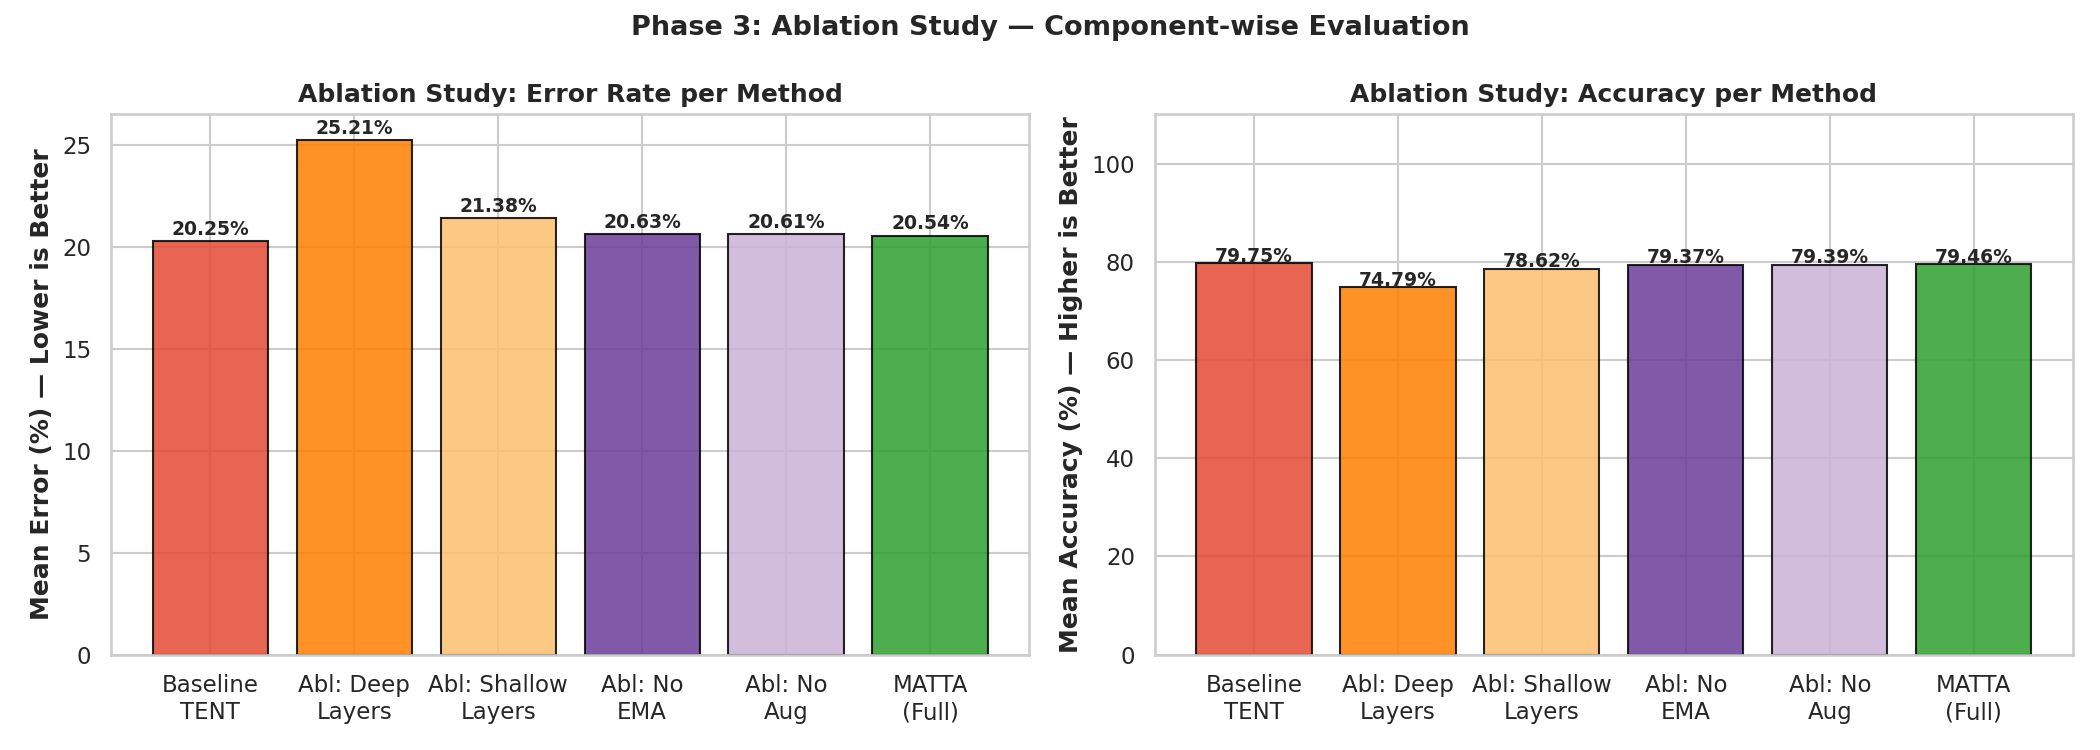 Phase 3: Ablation Study — Component-wise Evaluation
Ablation Study: Error Rate per Method
Mean Error (%) — Lower is Better
25
20
15
10
5
0
20.25%
25.21%
21.38%
20.63%
20.61%
20.54%
Baseline
TENT
Abl: Deep
Layers
Abl: Shallow
Layers
Abl: No
EMA
Abl: No
Aug
MATTA
(Full)
Ablation Study: Accuracy per Method
Mean Accuracy (%) — Higher is Better
100
80
60
40
20
0
79.75%
74.79%
78.62%
79.37%
79.39%
79.46%
Baseline
TENT
Abl: Deep
Layers
Abl: Shallow
Layers
Abl: No
EMA
Abl: No
Aug
MATTA
(Full)